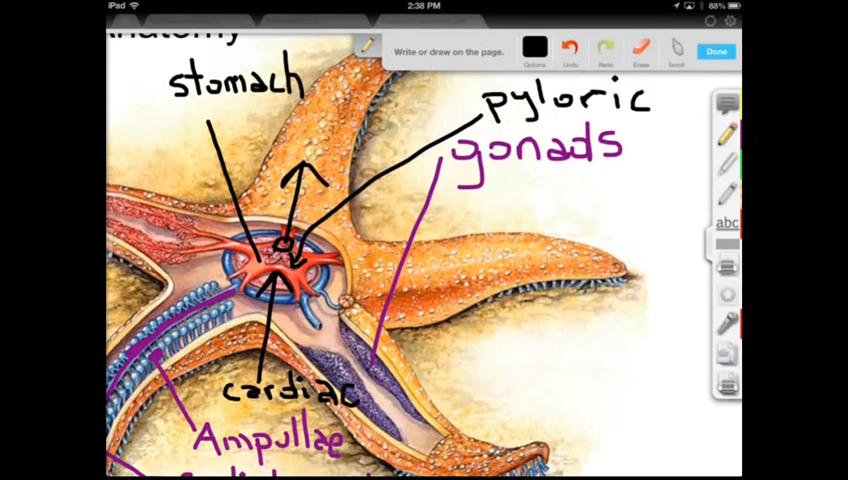 iPad
2:38 PM
88%
Anatomy
Write or draw on the page.
Options
Undo
Redo
Erase
Scroll
Done
stomach
pyloric
gonads
abc
cardiac
Ampullae